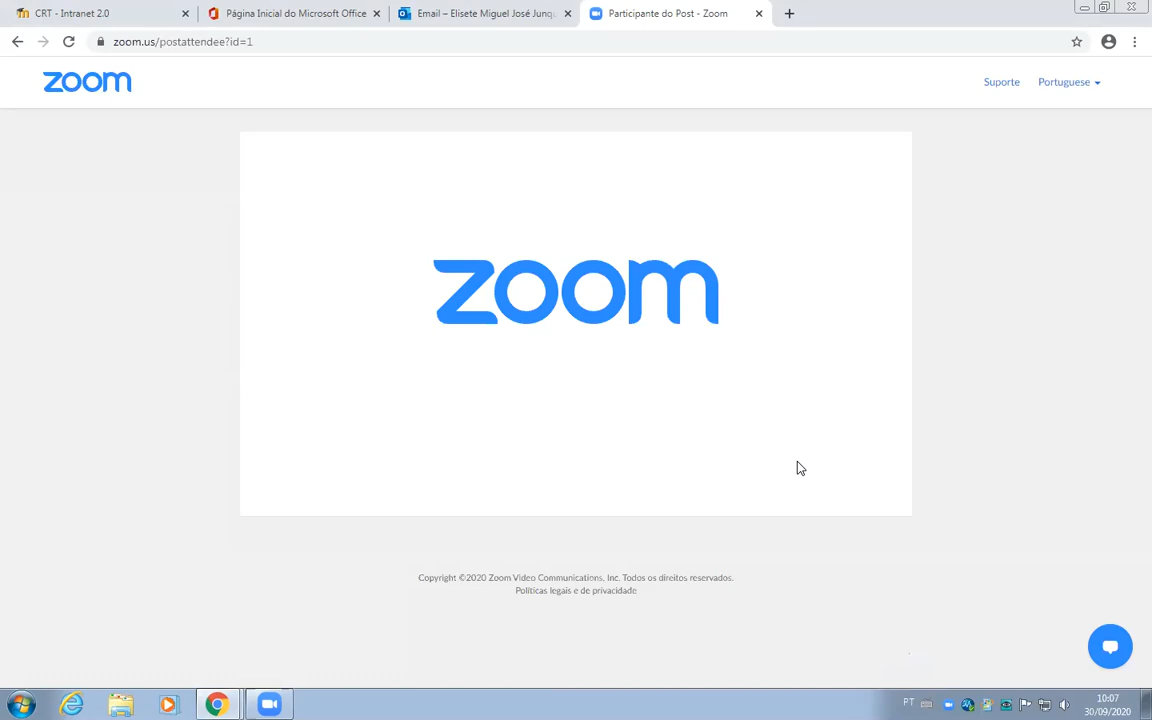 CRT - Intranet 2.0
Página Inicial do Microsoft Office
Email – Elisete Miguel José Junqu
Participante do Post - Zoom
zoom.us/postattendee?id=1
zoom
Suporte
Portuguese
zoom
Copyright ©2020 Zoom Video Communications, Inc. Todos os direitos reservados.
Políticas legais e de privacidade
PT
10:07
30/09/2020